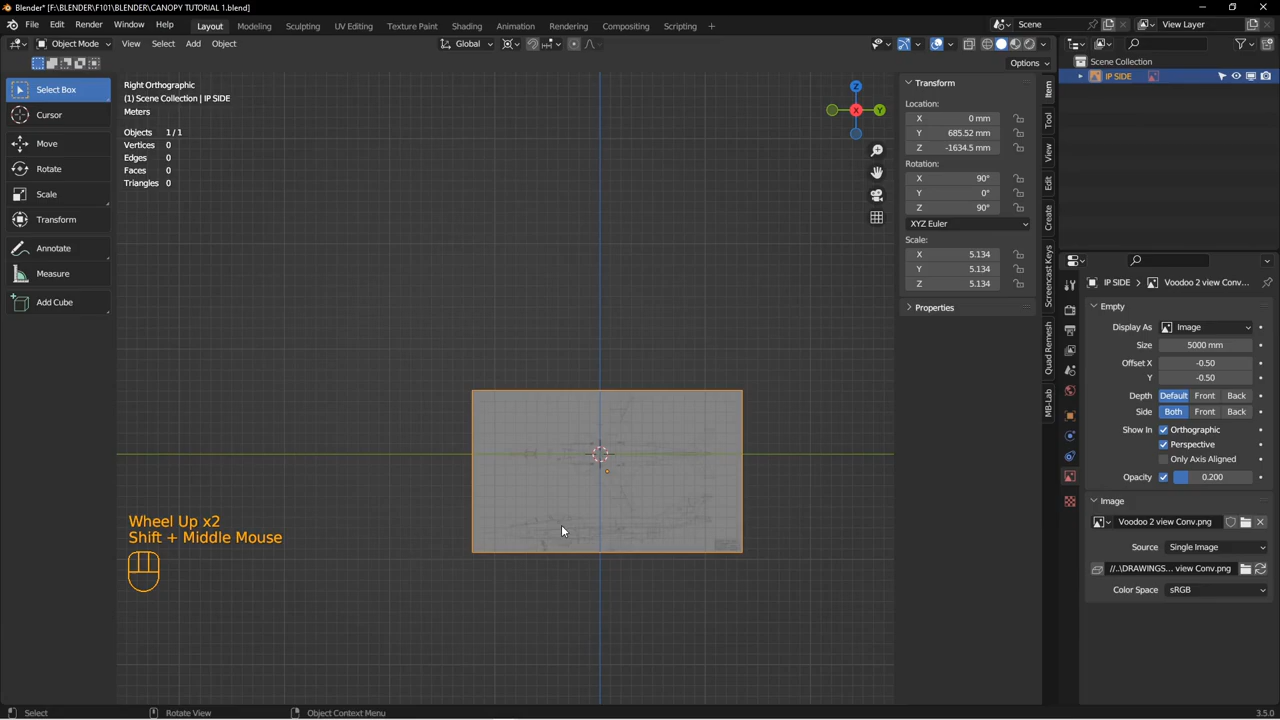 Blender* [F:\BLENDER\F101\BLENDER\CANOPY TUTORIAL 1.blend]
File Edit Render Window Help
Layout Modeling Sculpting UV Editing Texture Paint Shading Animation Rendering Compositing Scripting +
Scene
View Layer
Object Mode
View Select Add Object
Global
Options
Select Box
Cursor
Move
Rotate
Scale
Transform
Annotate
Measure
Add Cube
Right Orthographic
(1) Scene Collection | IP SIDE
Meters
Objects 1 / 1
Vertices 0
Edges 0
Faces 0
Triangles 0
Z
Y
X
Wheel Up x2
Shift + Middle Mouse
Transform
Location:
X 0 mm
Y 685.52 mm
Z -1634.5 mm
Rotation:
X 90°
Y 0°
Z 90°
XYZ Euler
Scale:
X 5.134
Y 5.134
Z 5.134
Properties
Item
Tool
View
Edit
Create
Screencast Keys
Quad Remesh
MB-Lab
Scene Collection
IP SIDE
IP SIDE
Voodoo 2 view Conv...
Empty
Display As Image
Size 5000 mm
Offset X -0.50
Y -0.50
Depth Default Front Back
Side Both Front Back
Show In Orthographic
Perspective
Only Axis Aligned
Opacity 0.200
Image
Voodoo 2 view Conv.png
Source Single Image
//..\DRAWINGS... view Conv.png
Color Space sRGB
Select
Rotate View
Object Context Menu
3.5.0